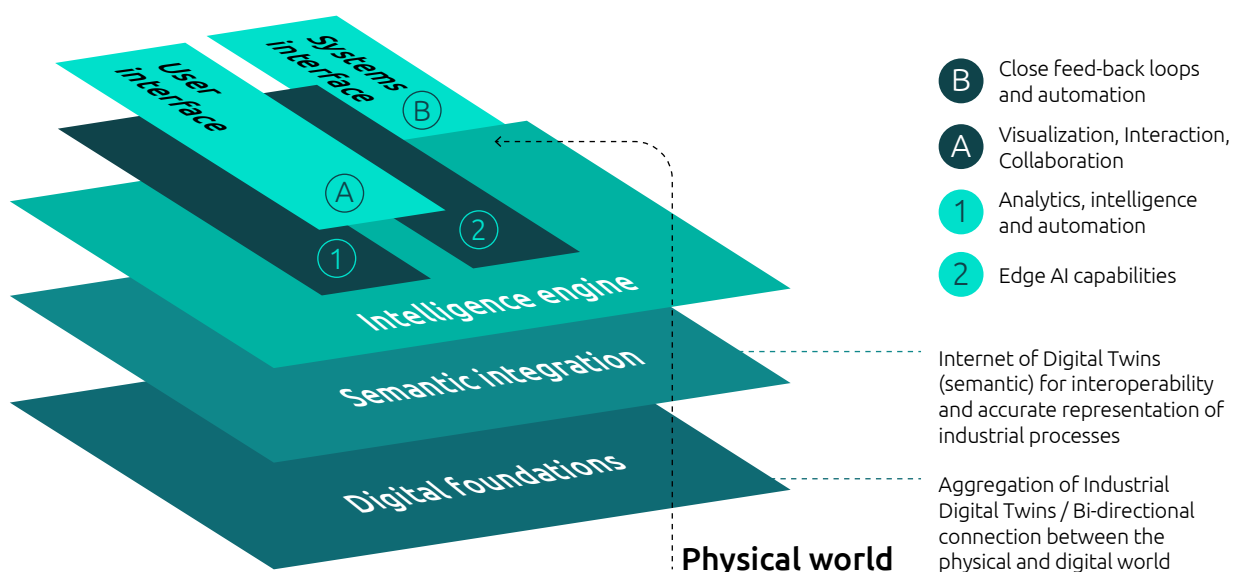 User
interface
Systems
interface
B
A
2
1
Intelligence engine
Semantic integration
Digital foundations
Physical world
B
Close feed-back loops
and automation
A
Visualization, Interaction,
Collaboration
1
Analytics, intelligence
and automation
2
Edge AI capabilities
Internet of Digital Twins
(semantic) for interoperability
and accurate representation of
industrial processes
Aggregation of Industrial
Digital Twins / Bi-directional
connection between the
physical and digital world